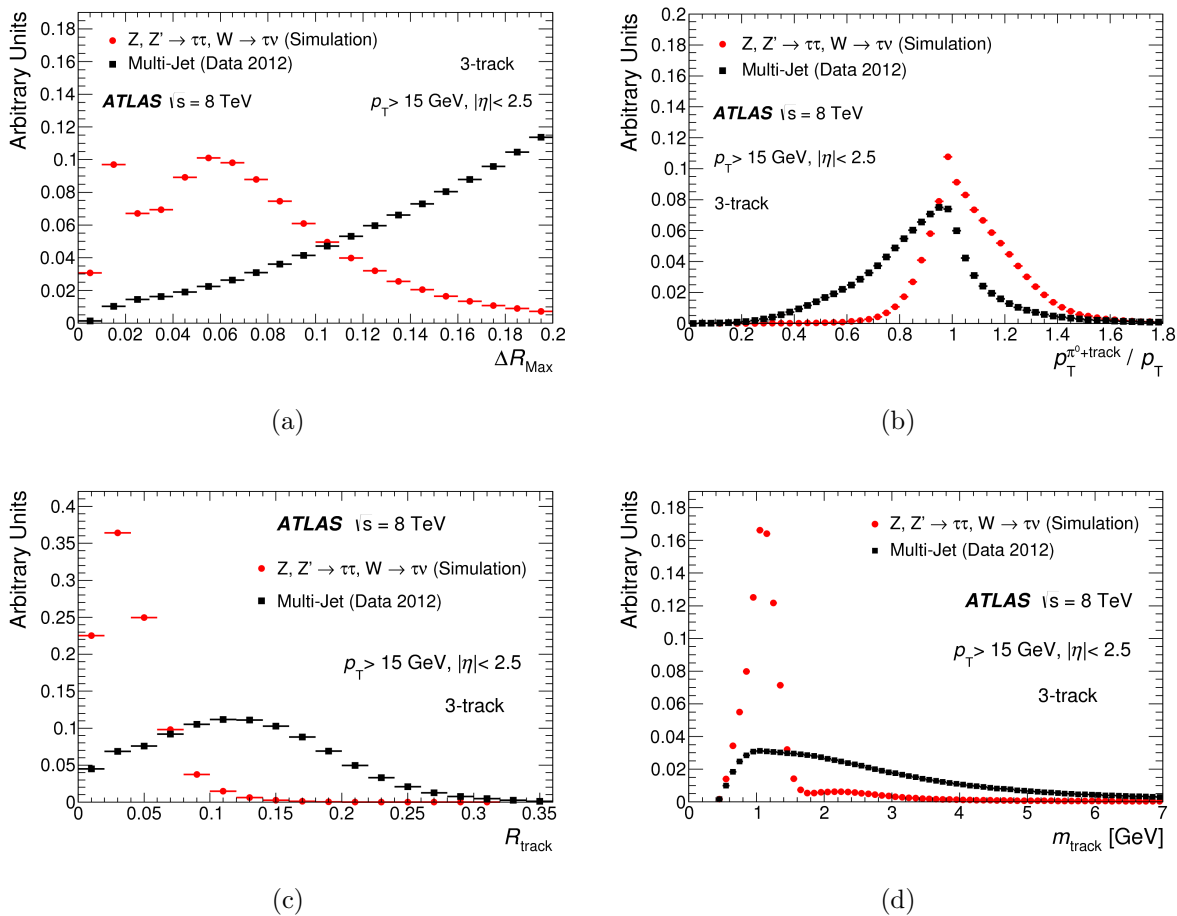 Arbitrary Units
0.18
0.16
0.14
0.12
0.1
0.08
0.06
0.04
0.02
0
Z, Z' → ττ, W → τν (Simulation)
Multi-Jet (Data 2012)
3-track
ATLAS √s = 8 TeV
p_T > 15 GeV, |η| < 2.5
0 0.02 0.04 0.06 0.08 0.1 0.12 0.14 0.16 0.18 0.2
ΔR_Max
(a)
Arbitrary Units
0.2
0.18
0.16
0.14
0.12
0.1
0.08
0.06
0.04
0.02
0
Z, Z' → ττ, W → τν (Simulation)
Multi-Jet (Data 2012)
ATLAS √s = 8 TeV
p_T > 15 GeV, |η| < 2.5
3-track
0 0.2 0.4 0.6 0.8 1 1.2 1.4 1.6 1.8
p_T^{π⁰+track} / p_T
(b)
Arbitrary Units
0.4
0.35
0.3
0.25
0.2
0.15
0.1
0.05
0
ATLAS √s = 8 TeV
Z, Z' → ττ, W → τν (Simulation)
Multi-Jet (Data 2012)
p_T > 15 GeV, |η| < 2.5
3-track
0 0.05 0.1 0.15 0.2 0.25 0.3 0.35
R_track
(c)
Arbitrary Units
0.18
0.16
0.14
0.12
0.1
0.08
0.06
0.04
0.02
0
Z, Z' → ττ, W → τν (Simulation)
Multi-Jet (Data 2012)
ATLAS √s = 8 TeV
p_T > 15 GeV, |η| < 2.5
3-track
0 1 2 3 4 5 6 7
m_track [GeV]
(d)